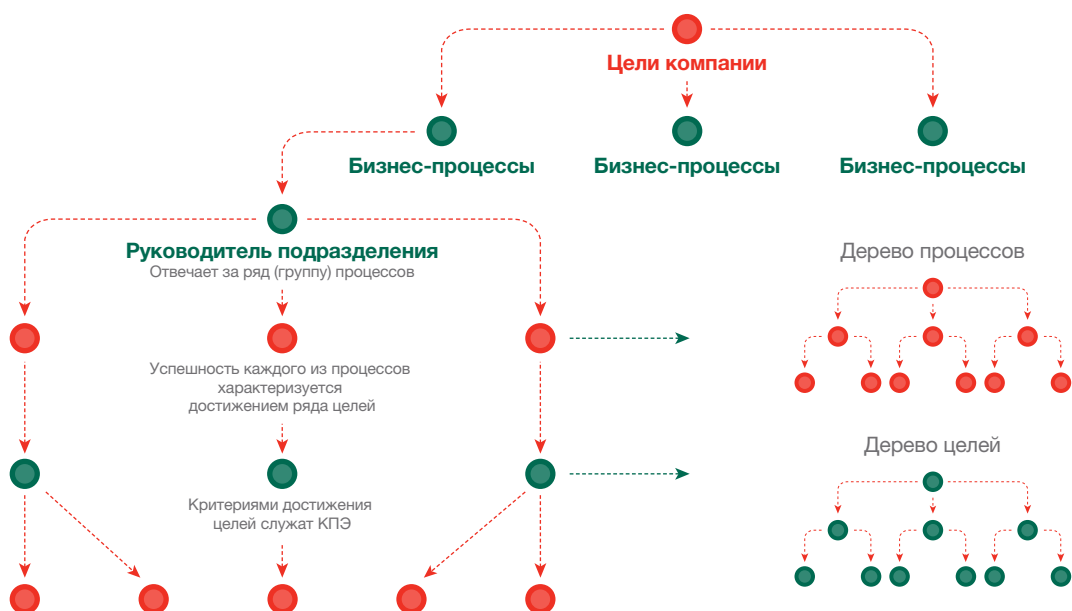 Цели компании
Бизнес-процессы
Бизнес-процессы
Бизнес-процессы
Руководитель подразделения
Отвечает за ряд (группу) процессов
Дерево процессов
Успешность каждого из процессов
характеризуется
достижением ряда целей
Дерево целей
Критериями достижения
целей служат КПЭ